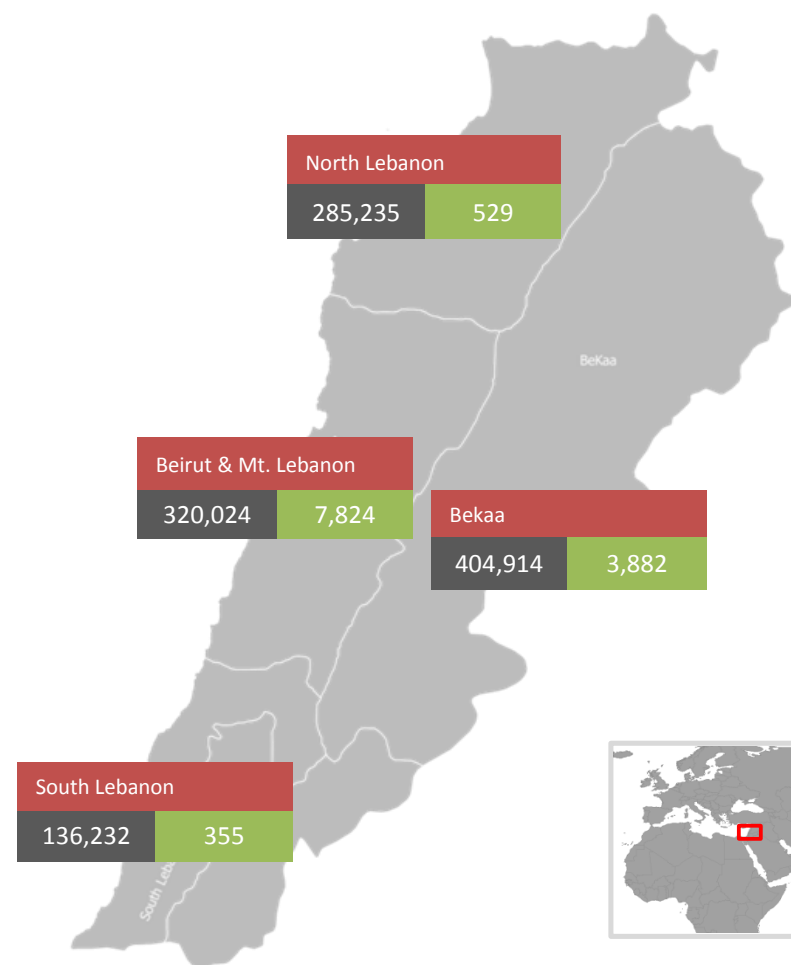 North Lebanon
285,235 529
BeKaa
Beirut & Mt. Lebanon
320,024 7,824
Bekaa
404,914 3,882
South Lebanon
136,232 355
South Leba